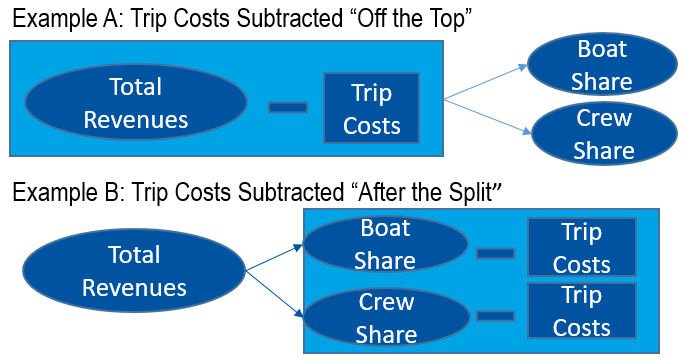 Example A: Trip Costs Subtracted “Off the Top”
Total
Revenues
Trip
Costs
Boat
Share
Crew
Share
Example B: Trip Costs Subtracted “After the Split”
Total
Revenues
Boat
Share
Trip
Costs
Crew
Share
Trip
Costs